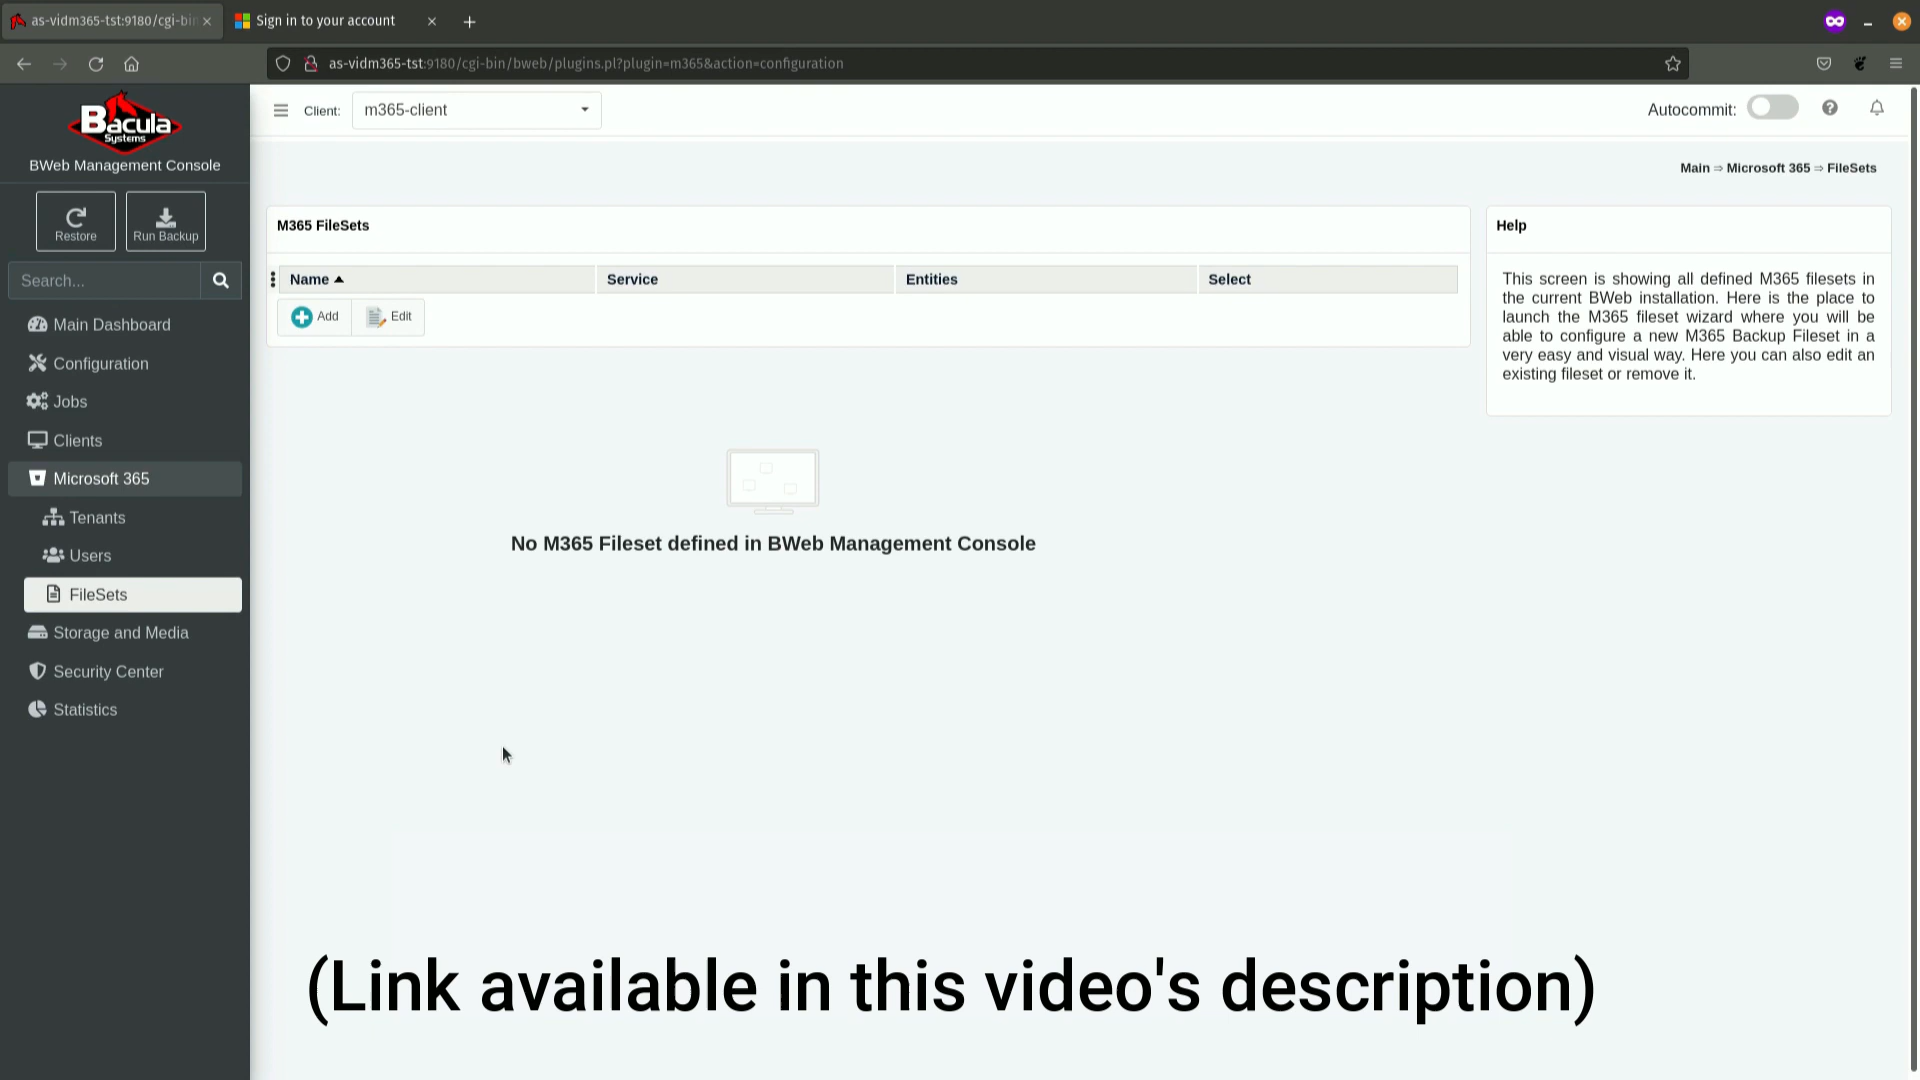 as-vidm365-tst:9180/cgi-bin
Sign in to your account
as-vidm365-tst:9180/cgi-bin/bweb/plugins.pl?plugin=m365&action=configuration
Bacula
Systems
BWeb Management Console
Restore
Run Backup
Search...
Main Dashboard
Configuration
Jobs
Clients
Microsoft 365
Tenants
Users
FileSets
Storage and Media
Security Center
Statistics
Client:
m365-client
Autocommit:
Main ⇒ Microsoft 365 ⇒ FileSets
M365 FileSets
Name
Service
Entities
Select
Add
Edit
No M365 Fileset defined in BWeb Management Console
Help
This screen is showing all defined M365 filesets in
the current BWeb installation. Here is the place to
launch the M365 fileset wizard where you will be
able to configure a new M365 Backup Fileset in a
very easy and visual way. Here you can also edit an
existing fileset or remove it.
(Link available in this video's description)